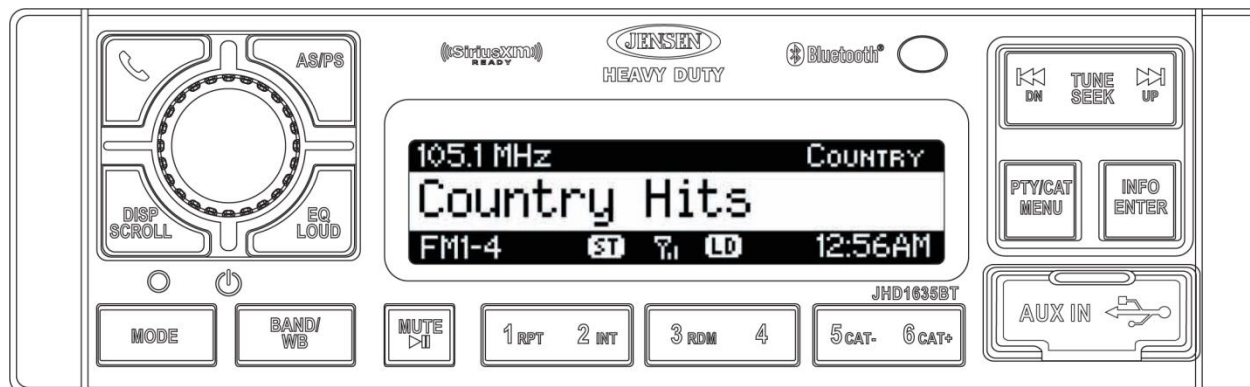 AS/PS
DISP
SCROLL
EQ
LOUD
((SiriusXM))
READY
JENSEN
HEAVY DUTY
Bluetooth®
105.1 MHz COUNTRY
Country Hits
FM1-4 ST LD 12:56AM
JHD1635BT
TUNE
SEEK
DN
UP
PTY/CAT
MENU
INFO
ENTER
AUX IN
MODE
BAND/
WB
MUTE
1 RPT 2 INT
3 RDM 4
5 CAT- 6 CAT+